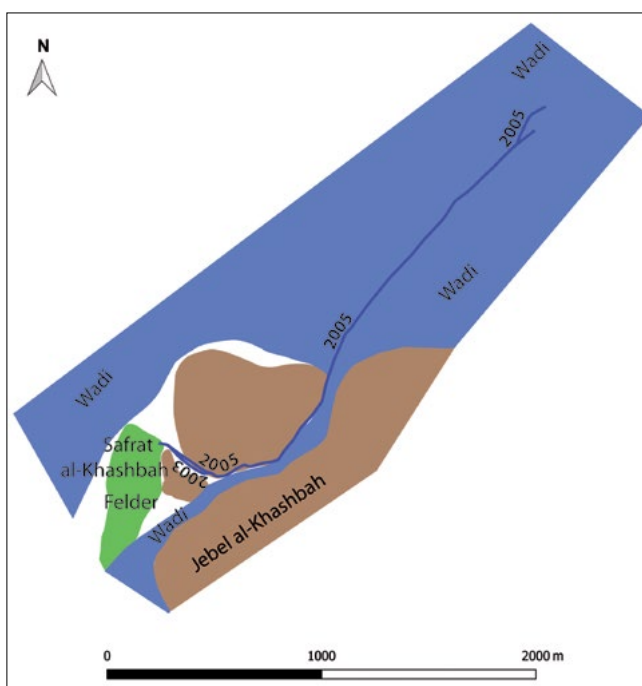 N
Wadi
2005
Wadi
2005
Wadi
Safrat
al-Khashbah
Felder
2005
2003
Wadi
Jebel al-Khashbah
0
1000
2000 m